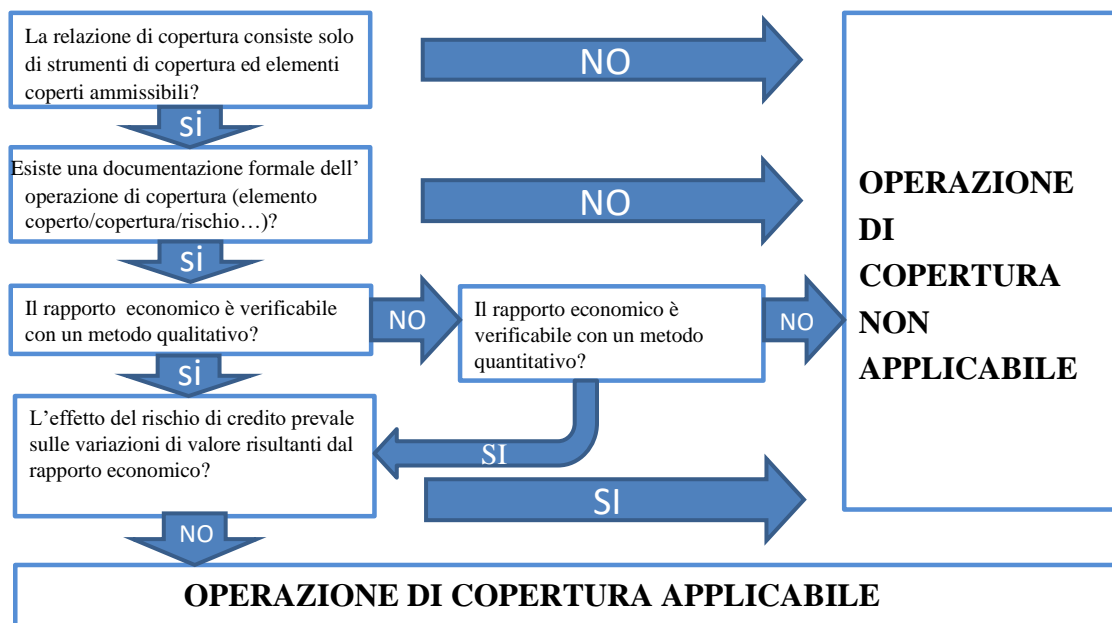 La relazione di copertura consiste solo
di strumenti di copertura ed elementi
coperti ammissibili?
NO
si
Esiste una documentazione formale dell’
operazione di copertura (elemento
coperto/copertura/rischio…)?
NO
si
Il rapporto economico è verificabile
con un metodo qualitativo?
NO
Il rapporto economico è
verificabile con un metodo
quantitativo?
NO
OPERAZIONE
DI
COPERTURA
NON
APPLICABILE
si
L’effetto del rischio di credito prevale
sulle variazioni di valore risultanti dal
rapporto economico?
SI
SI
NO
OPERAZIONE DI COPERTURA APPLICABILE